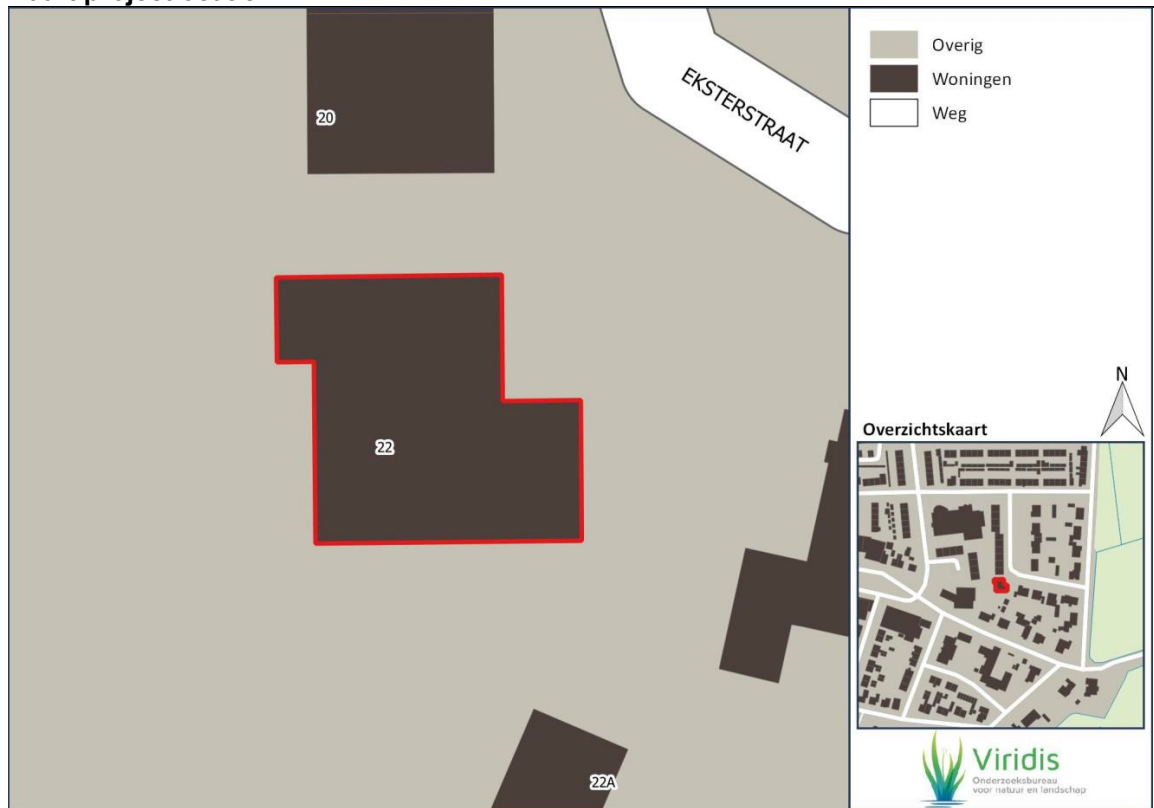 20
EKSTERSTRAAT
22
22A
Overig
Woningen
Weg
N
Overzichtskaart
Viridis
Onderzoeksbureau
voor natuur en landschap